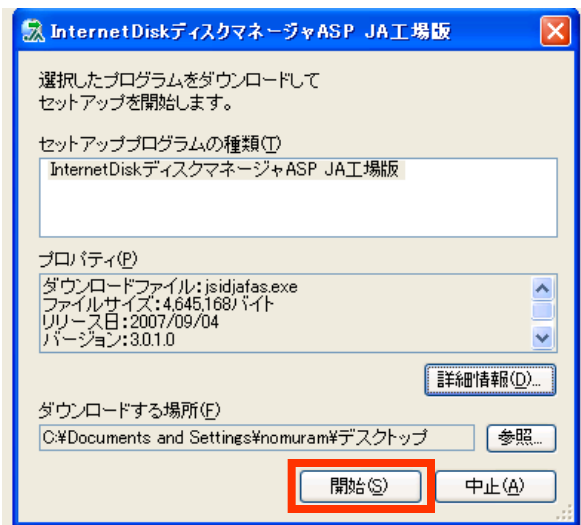 InternetDiskディスクマネージャASP JA工場版
選択したプログラムをダウンロードして
セットアップを開始します。
セットアッププログラムの種類(T)
InternetDiskディスクマネージャASP JA工場版
プロパティ(P)
ダウンロードファイル:jsidjafas.exe
ファイルサイズ:4,645,168バイト
リリース日:2007/09/04
バージョン:3.0.1.0
詳細情報(D)...
ダウンロードする場所(F)
C:¥Documents and Settings¥nomuram¥デスクトップ
参照...
開始(S)
中止(A)